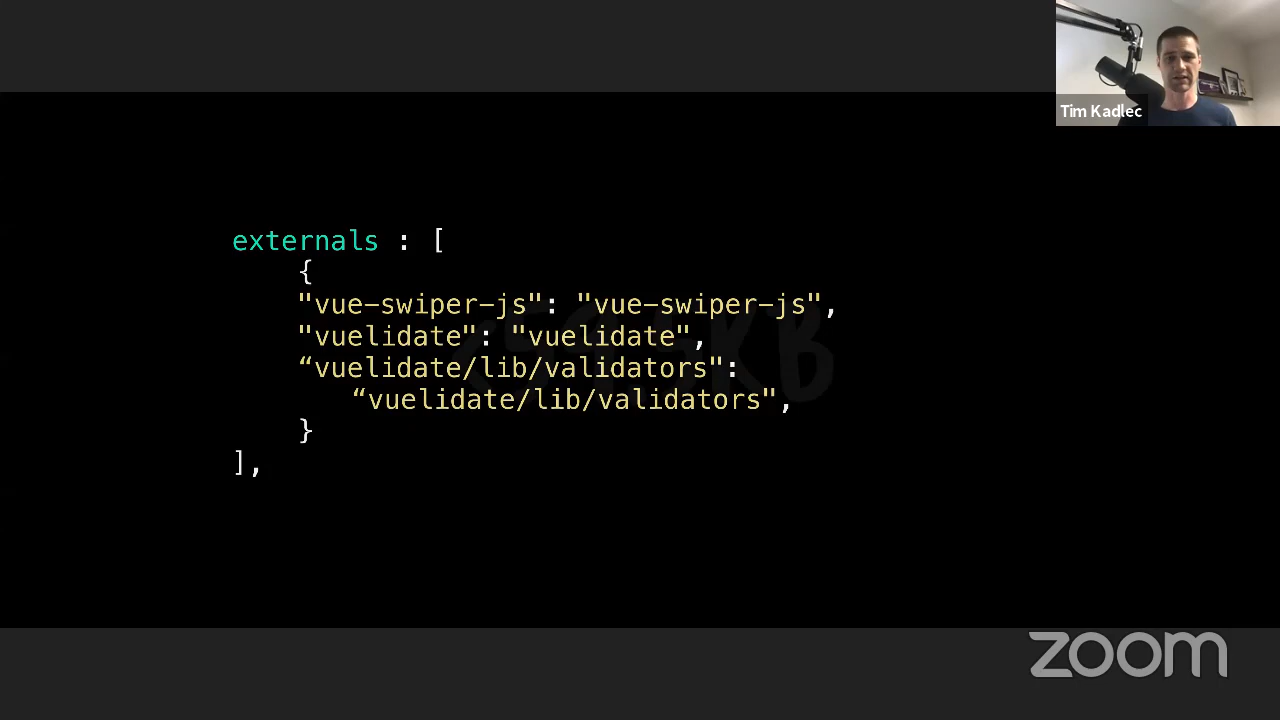 Tim Kadlec
externals : [
{
"vue-swiper-js": "vue-swiper-js",
"vuelidate": "vuelidate",
“vuelidate/lib/validators":
“vuelidate/lib/validators",
}
],
zoom